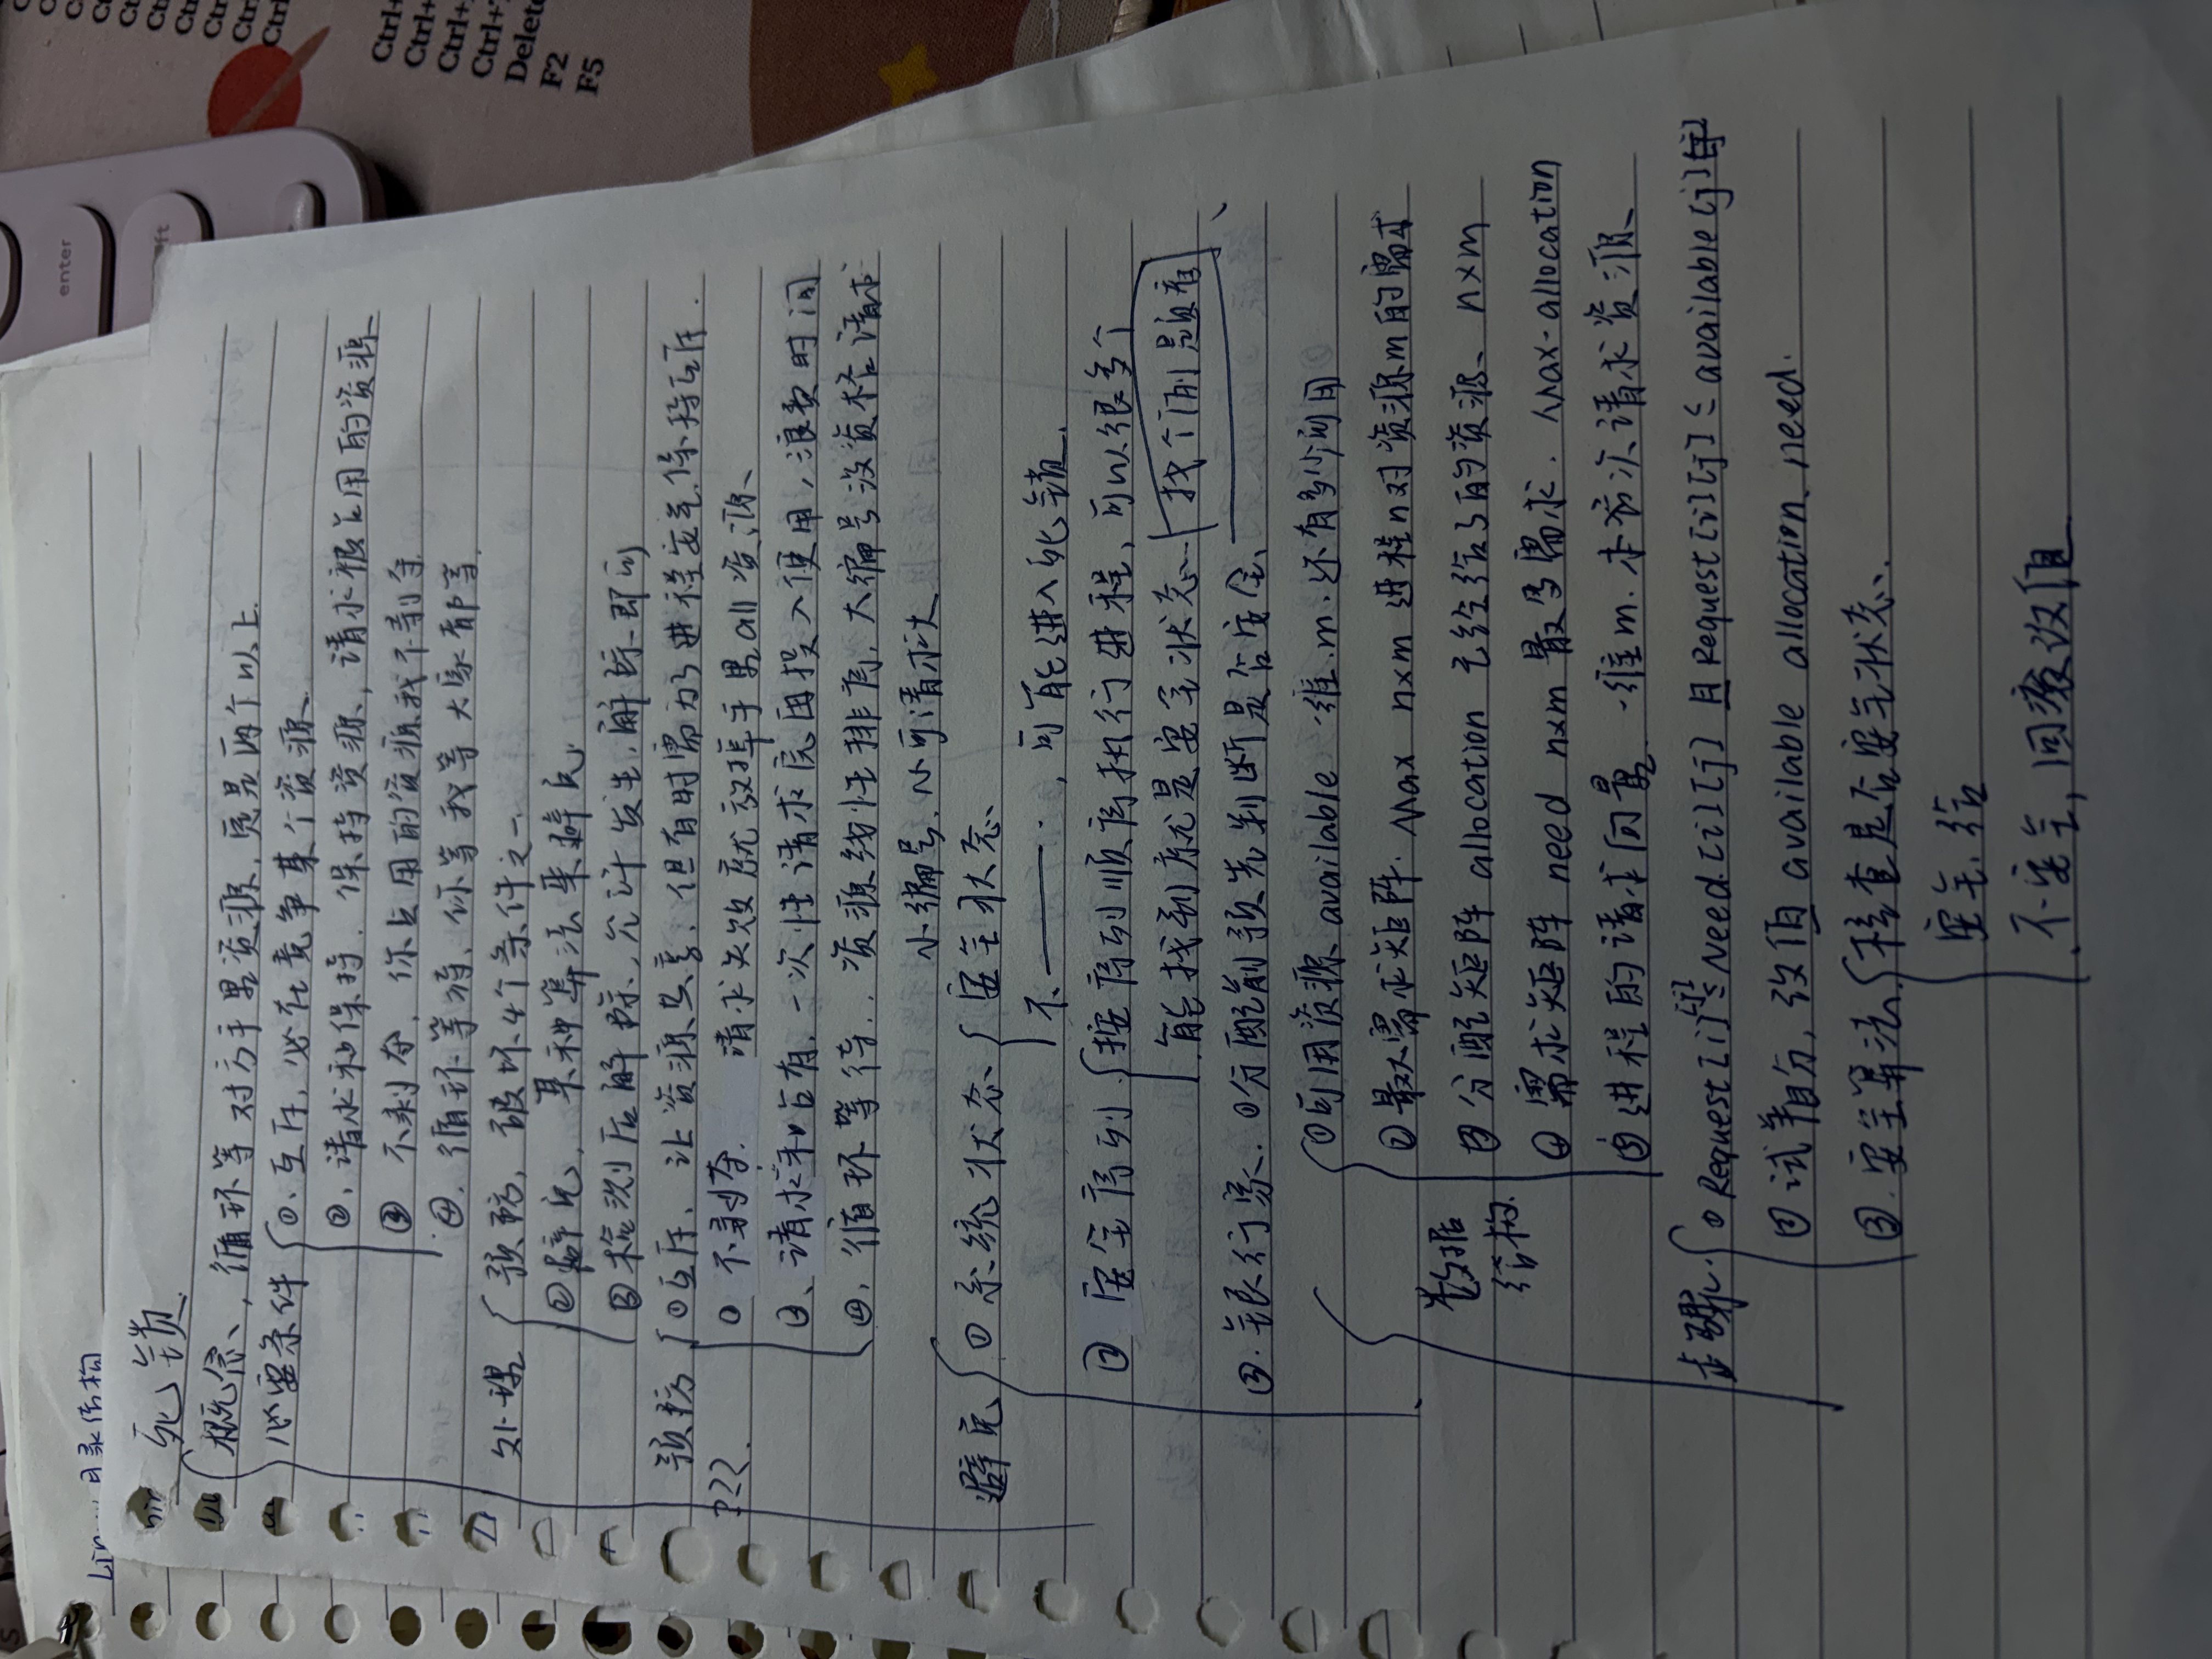 目录结构
死锁
概念、, 循环等对方手里资源, 竟是两个以上.
必要条件 ①、互斥, 必在竞争某个资源
②、请求和保持. 保持资源, 请求被占用的资源
③ 不剥夺, 你占用的资源我不剥夺
④. 循环等待、你等我等大家都等.
处理 预防, 破坏4个条件之一
②避免, 某种算法来避免.
③检测后解除, 允许发生, 解除即可
预防 ①互斥, 让资源共享, 但有时需为了进程安全保持互斥.
???. ① 不剥夺. 请求失败就放掉手里all资源
③、请求和占有, 一次性请求完再投入使用, 浪费时间
④, 循环等待.. 资源线性排序, 大编号没资格请求
小编号、小可请求大
避免 ① 系统状态 安全状态
不——, 可能进入死锁.
② 安全序列 按序列顺序执行进程, 可以很多个
能找到就是安全状态 找个例题看
③. 银行家. ①分配前预先判断是否安全、
①可用资源 available 一维.m. 还有多少可用
数据结构 ②最大需求矩阵. Max n×m 进程n对资源m的需求
③分配矩阵 allocation 已经给了的资源、 n×m
④需求矩阵 need n×m 最多需求. Max-allocation
⑤进程的请求向量 一维m. 本次请求资源
步骤. ① Request[i][j]≤Need.[i][j] 且Request[i][j]≤available[j]
② 试着分, 改值 available allocation、need.
③. 安全算法. 检查是否安全状态.
安全、给
不安全, 回滚改值
enter
Ctrl+
Ctrl+
Ctrl+
Ctrl+
Delete
F2
F5